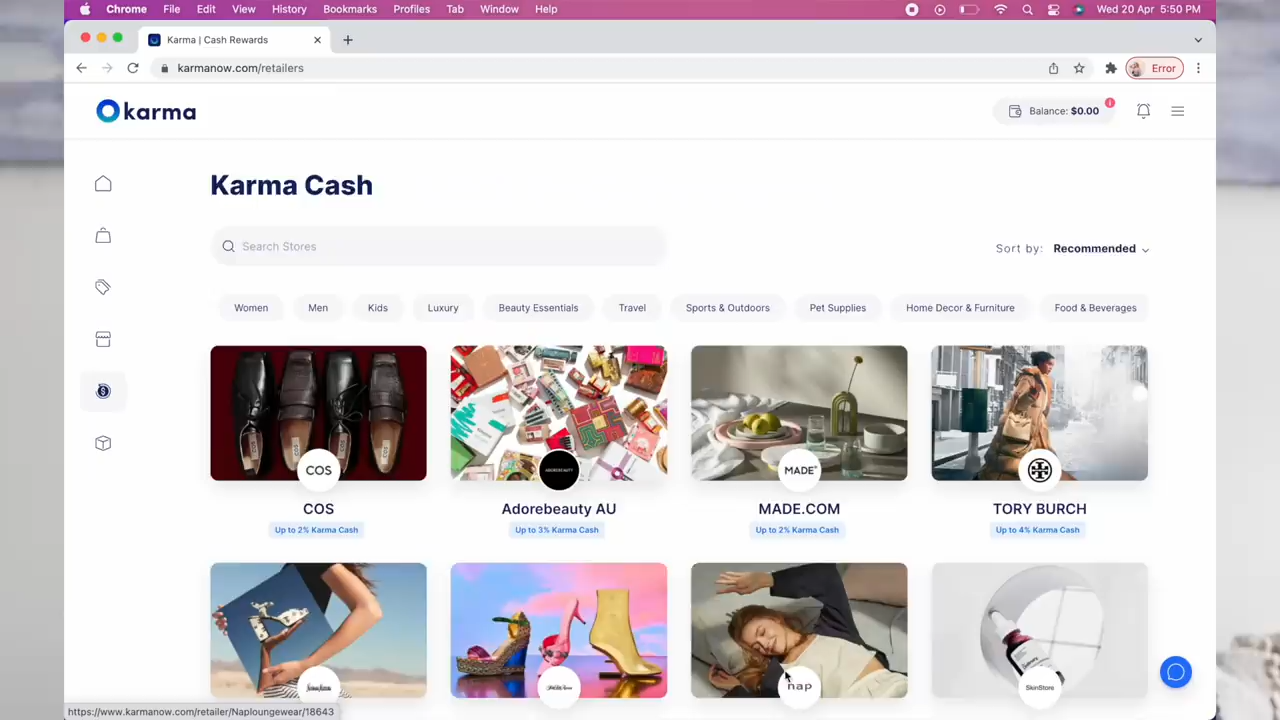 Chrome File Edit View History Bookmarks Profiles Tab Window Help Wed 20 Apr 5:50 PM
Karma | Cash Rewards
karmanow.com/retailers Error
karma Balance: $0.00
Karma Cash
Search Stores Sort by: Recommended
Women Men Kids Luxury Beauty Essentials Travel Sports & Outdoors Pet Supplies Home Decor & Furniture Food & Beverages
COS ADOREBEAUTY MADE
COS Adorebeauty AU MADE.COM TORY BURCH
Up to 2% Karma Cash Up to 3% Karma Cash Up to 2% Karma Cash Up to 4% Karma Cash
nap SkinStore
https://www.karmanow.com/retailer/Naploungewear/18643